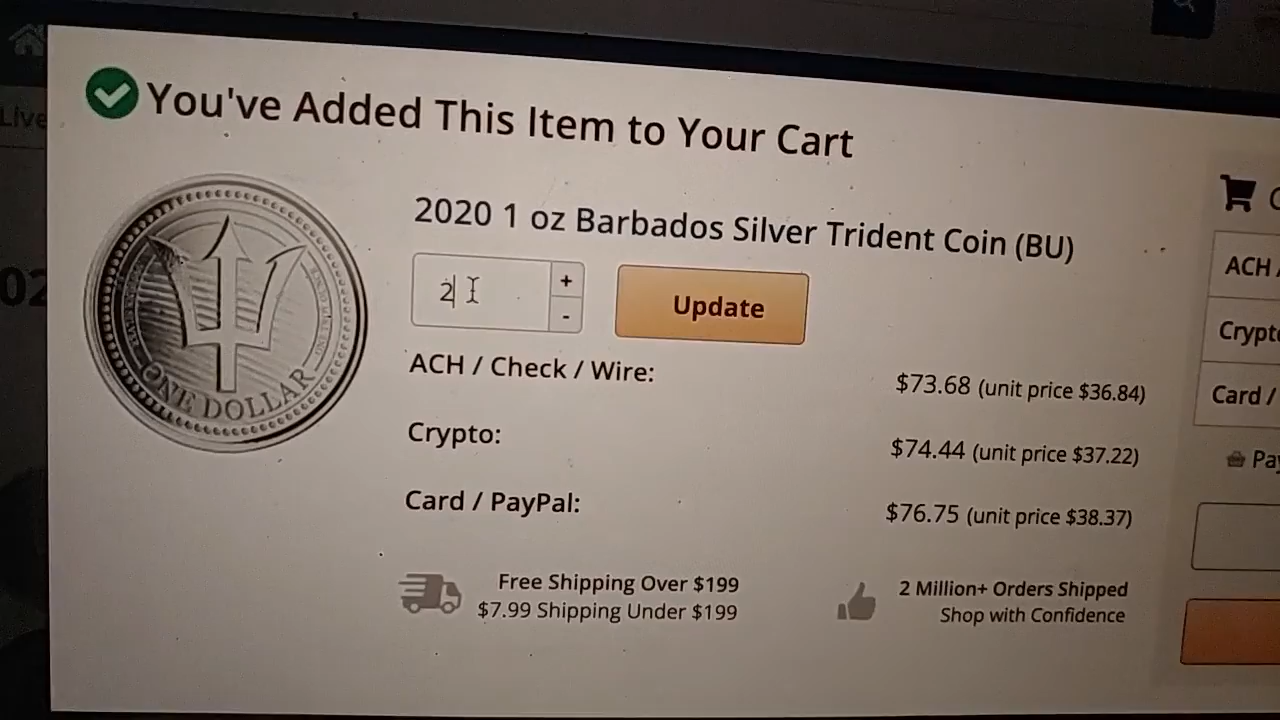 Live
You've Added This Item to Your Cart
2020 1 oz Barbados Silver Trident Coin (BU)
2
+
-
Update
ONE DOLLAR
ACH / Check / Wire:
$73.68 (unit price $36.84)
Crypto:
$74.44 (unit price $37.22)
Card / PayPal:
$76.75 (unit price $38.37)
Free Shipping Over $199
$7.99 Shipping Under $199
2 Million+ Orders Shipped
Shop with Confidence
02
C
ACH /
Crypto
Card /
Pay